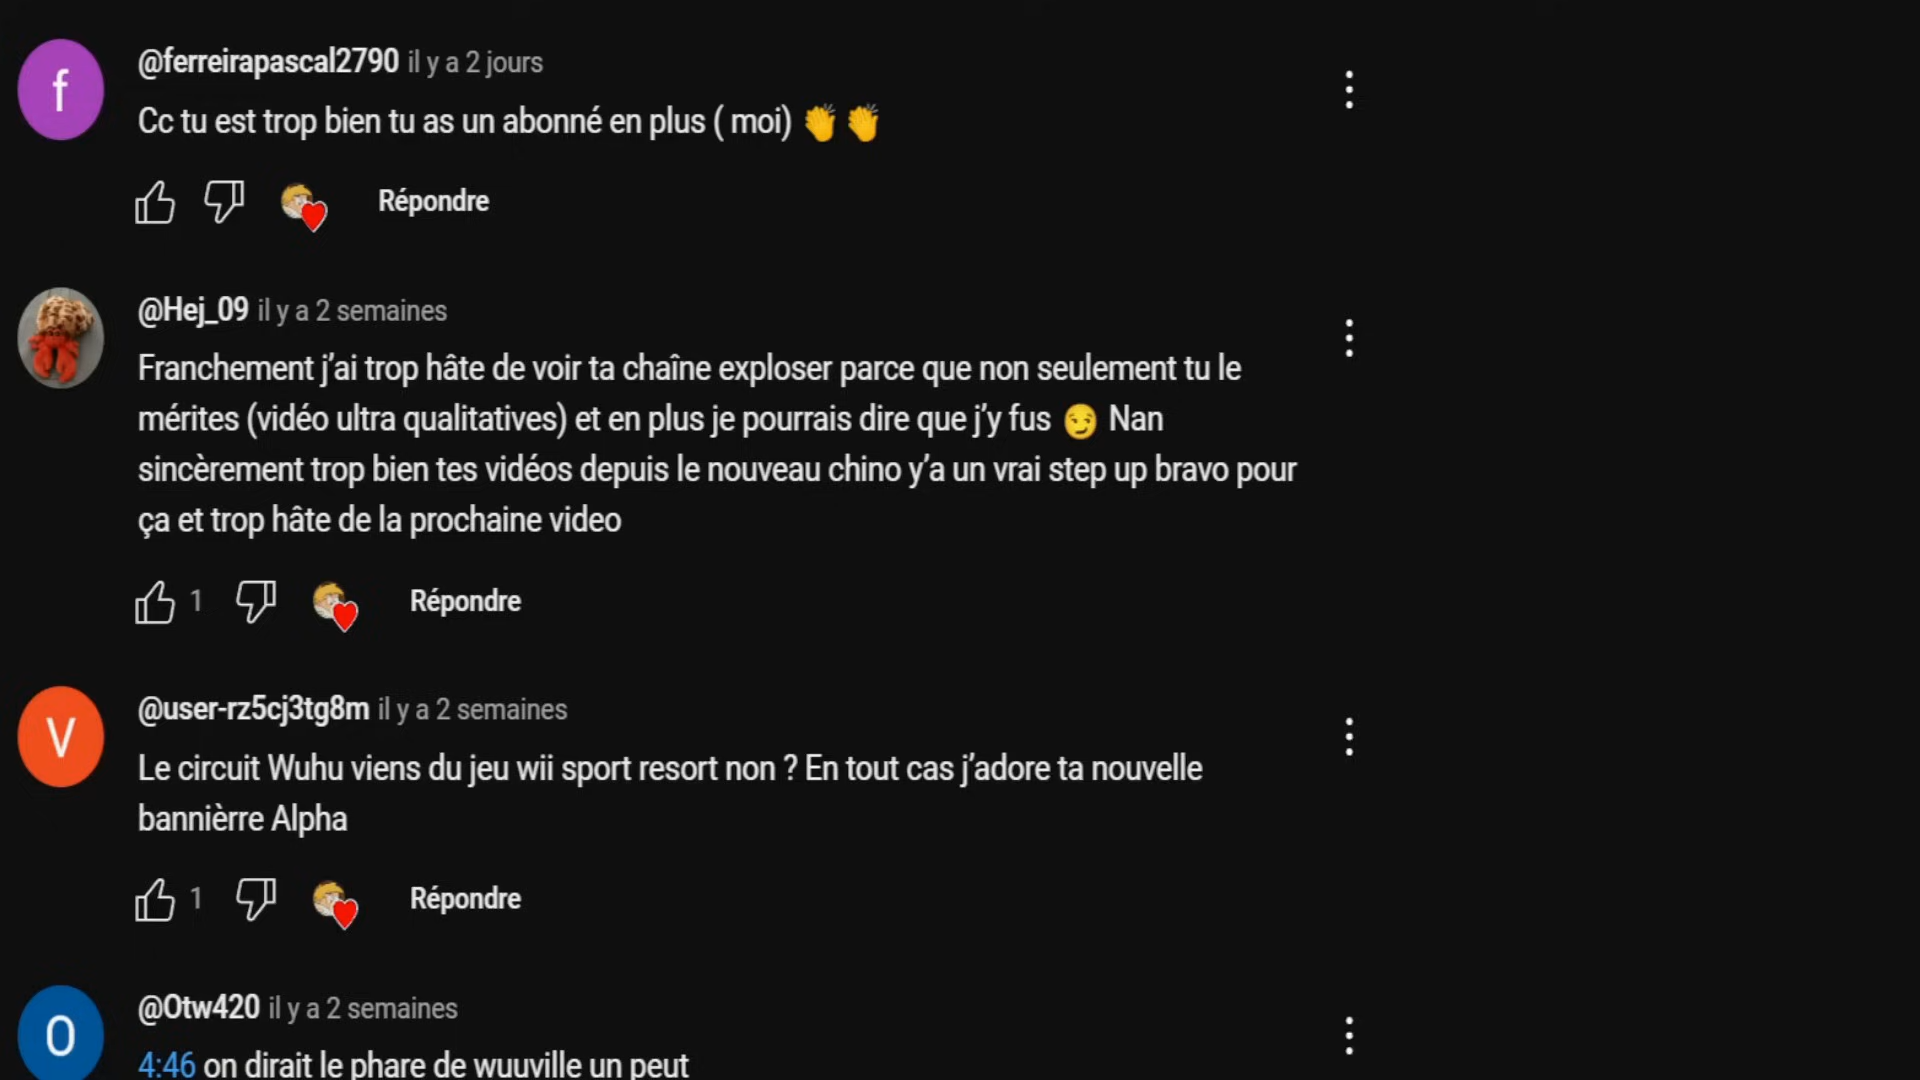 f
@ferreirapascal2790 il y a 2 jours
Cc tu est trop bien tu as un abonné en plus ( moi) 👏 👏
Répondre
@Hej_09 il y a 2 semaines
Franchement j'ai trop hâte de voir ta chaîne exploser parce que non seulement tu le
mérites (vidéo ultra qualitatives) et en plus je pourrais dire que j'y fus 😏 Nan
sincèrement trop bien tes vidéos depuis le nouveau chino y'a un vrai step up bravo pour
ça et trop hâte de la prochaine video
1 Répondre
V
@user-rz5cj3tg8m il y a 2 semaines
Le circuit Wuhu viens du jeu wii sport resort non ? En tout cas j'adore ta nouvelle
bannièrre Alpha
1 Répondre
O
@Otw420 il y a 2 semaines
4:46 on dirait le phare de wuuville un peut